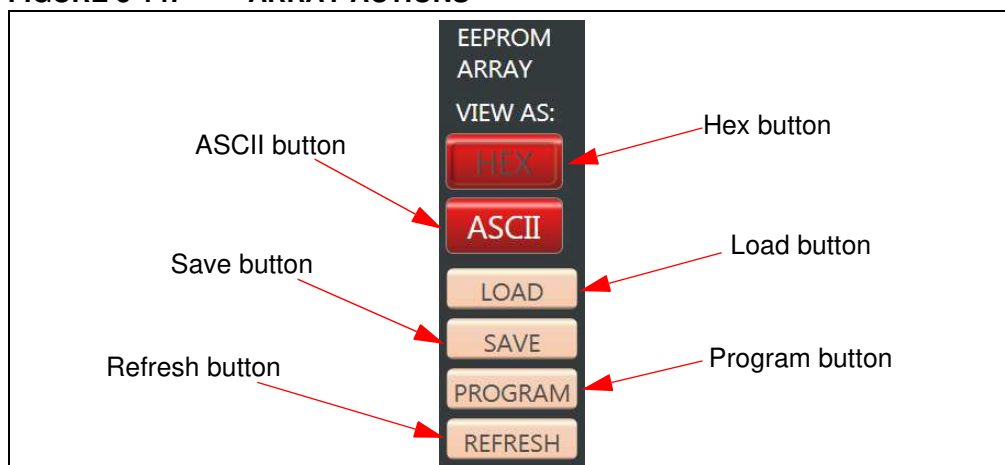 EEPROM
ARRAY
VIEW AS:
Hex button
ASCII button
HEX
ASCII
Load button
Save button
LOAD
SAVE
Program button
Refresh button
PROGRAM
REFRESH